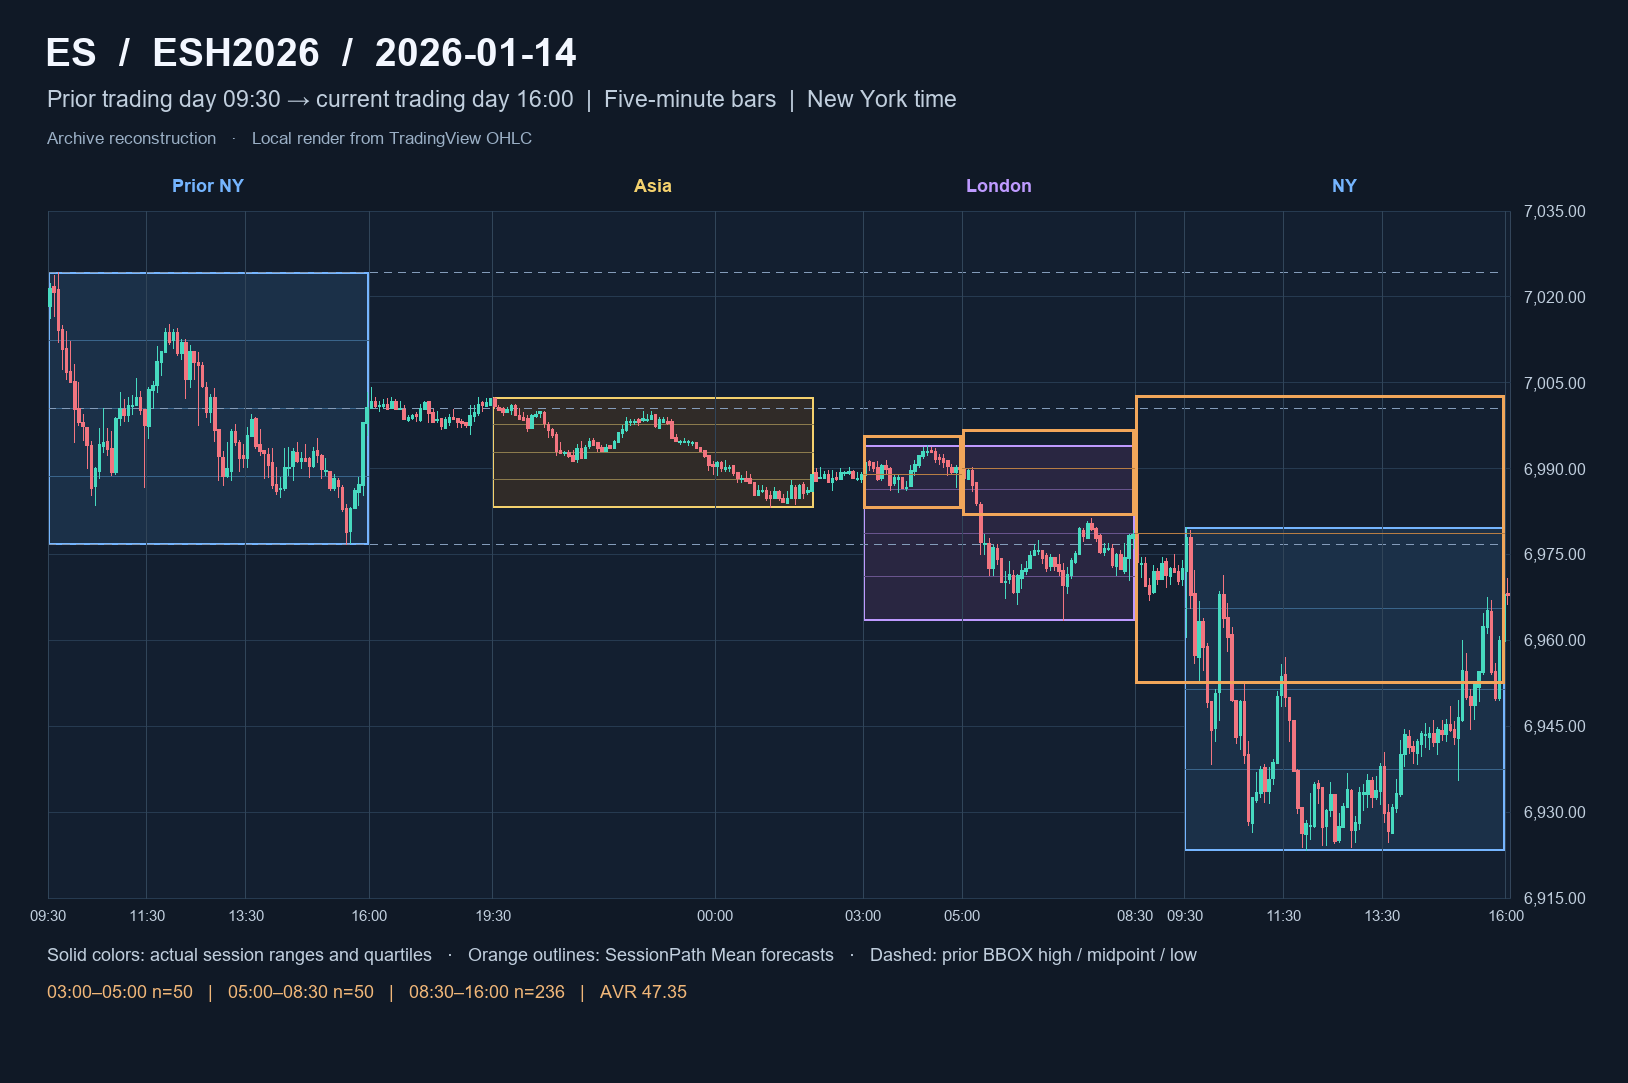 ES / ESH2026 / 2026-01-14
Prior trading day 09:30 → current trading day 16:00 | Five-minute bars | New York time
Archive reconstruction · Local render from TradingView OHLC
Prior NY Asia London NY
7,035.00
7,020.00
7,005.00
6,990.00
6,975.00
6,960.00
6,945.00
6,930.00
6,915.00
09:30 11:30 13:30 16:00 19:30 00:00 03:00 05:00 08:30 09:30 11:30 13:30 16:00
Solid colors: actual session ranges and quartiles · Orange outlines: SessionPath Mean forecasts · Dashed: prior BBOX high / midpoint / low
03:00–05:00 n=50 | 05:00–08:30 n=50 | 08:30–16:00 n=236 | AVR 47.35